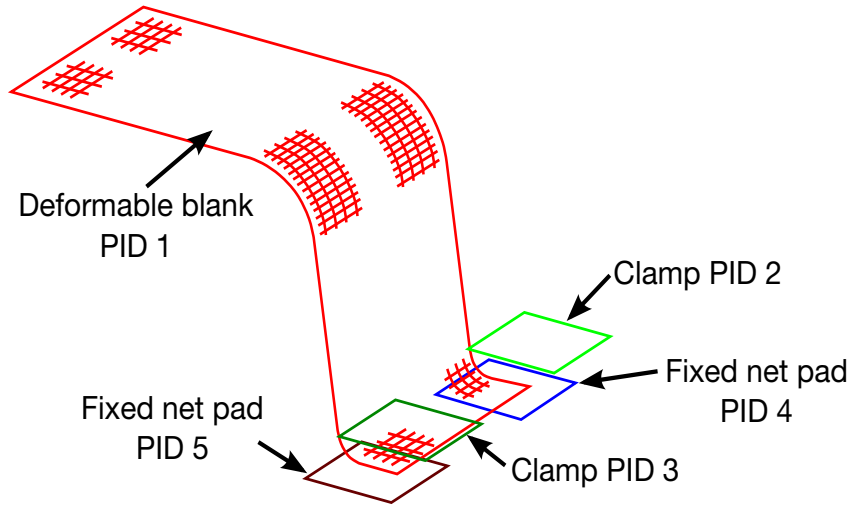 Deformable blank
PID 1
Clamp PID 2
Fixed net pad
PID 4
Fixed net pad
PID 5
Clamp PID 3